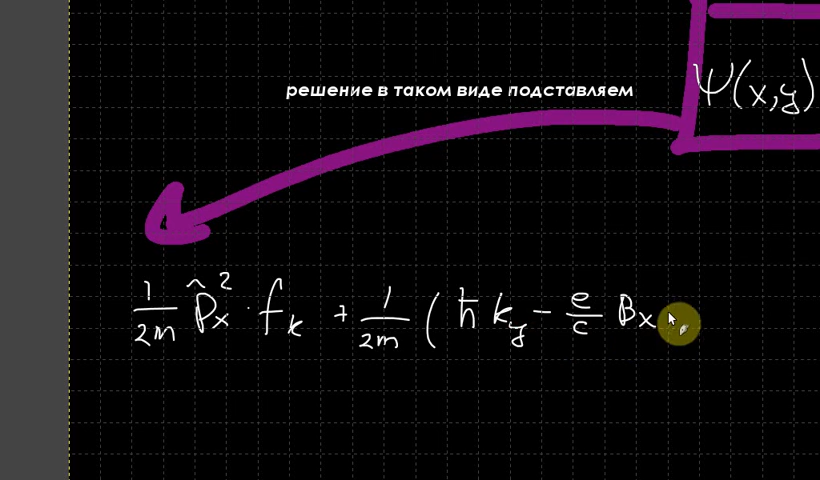 ψ(x,y)
решение в таком виде подставляем
1/2m p̂ₓ² · fₖ + 1/2m (ħ k_y − e/c Bx